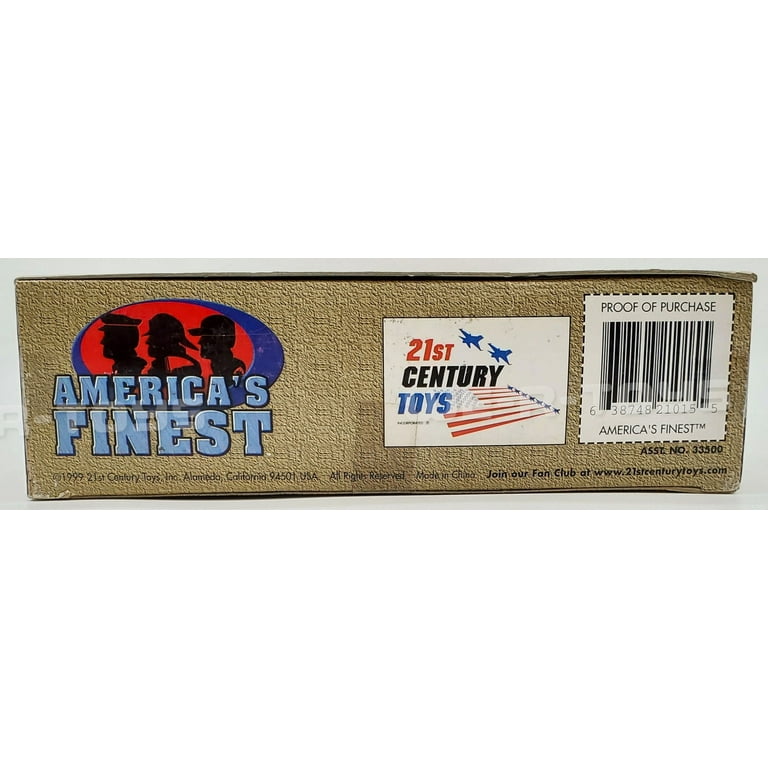 AMERICA'S
FINEST
21ST
CENTURY
TOYS
INCORPORATED
PROOF OF PURCHASE
6 38748 21015 5
AMERICA'S FINEST™
ASST. NO. 33500
©1999 21st Century Toys, Inc. Alameda, California 94501 USA. All Rights Reserved. Made in China. Join our Fan Club at www.21stcenturytoys.com